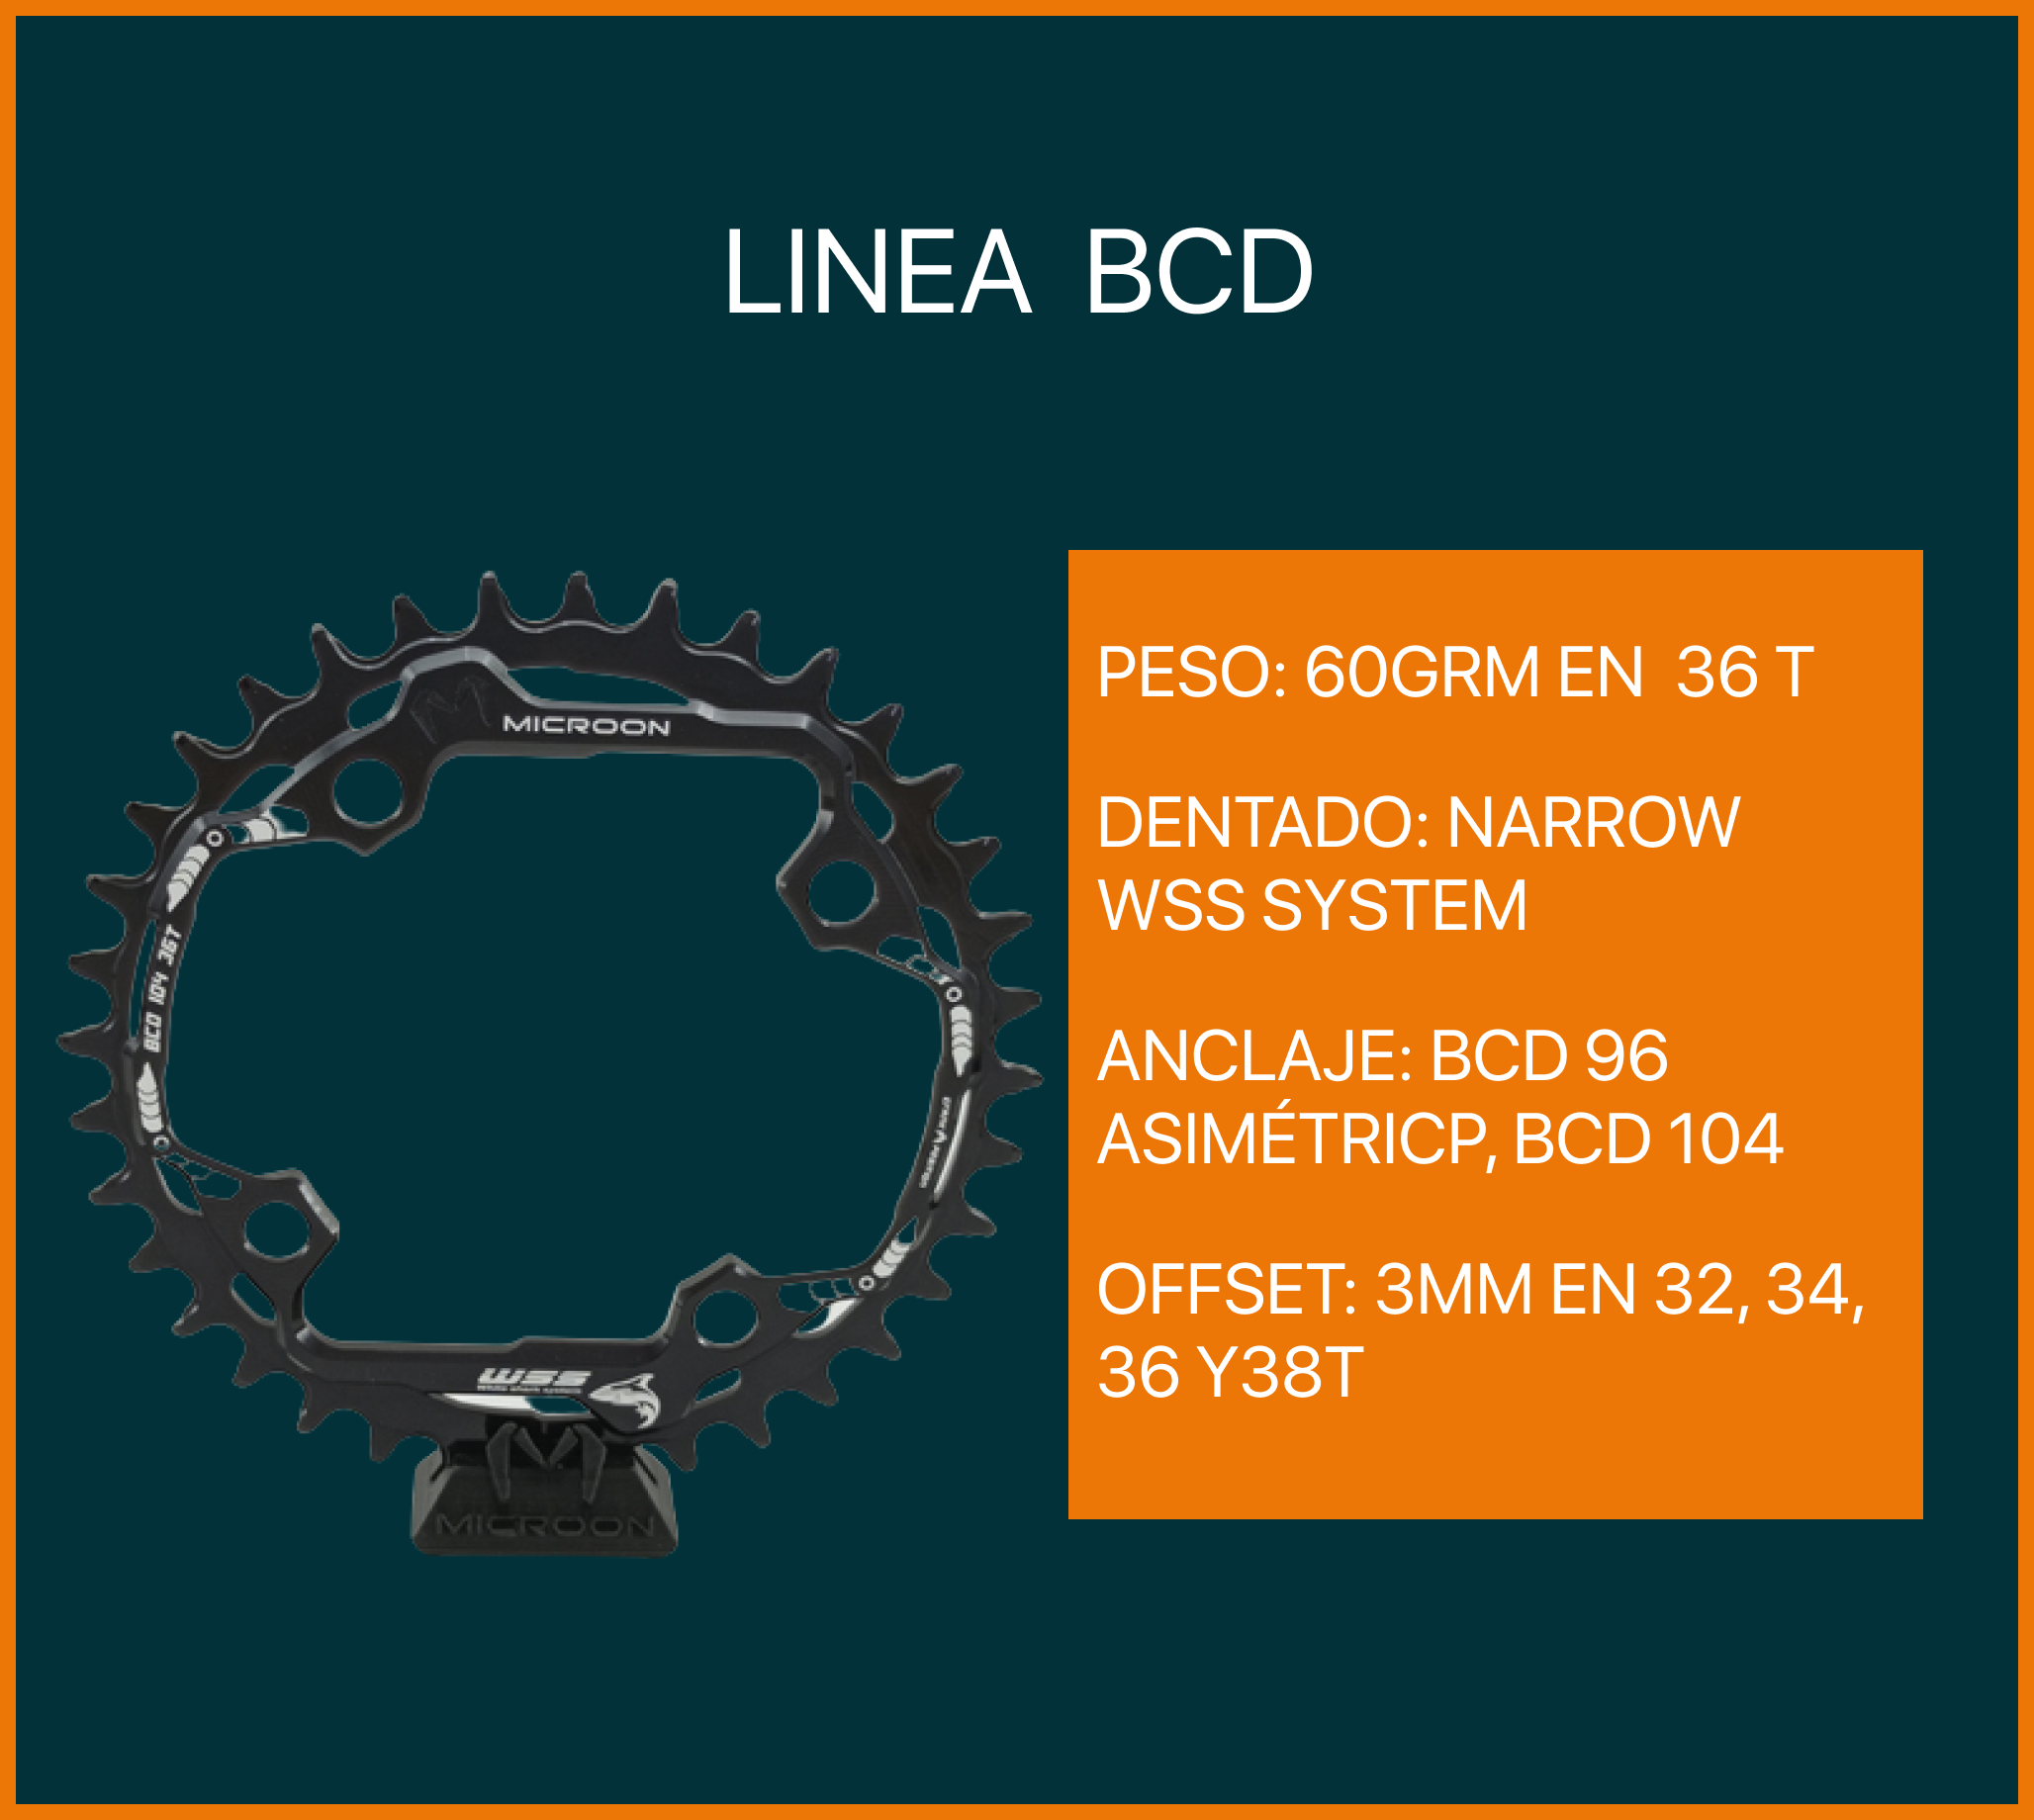 LINEA BCD
MICROON
BCD 104 36T
WSS
MICROON
PESO: 60GRM EN 36 T
DENTADO: NARROW
WSS SYSTEM
ANCLAJE: BCD 96
ASIMÉTRICP, BCD 104
OFFSET: 3MM EN 32, 34,
36 Y38T